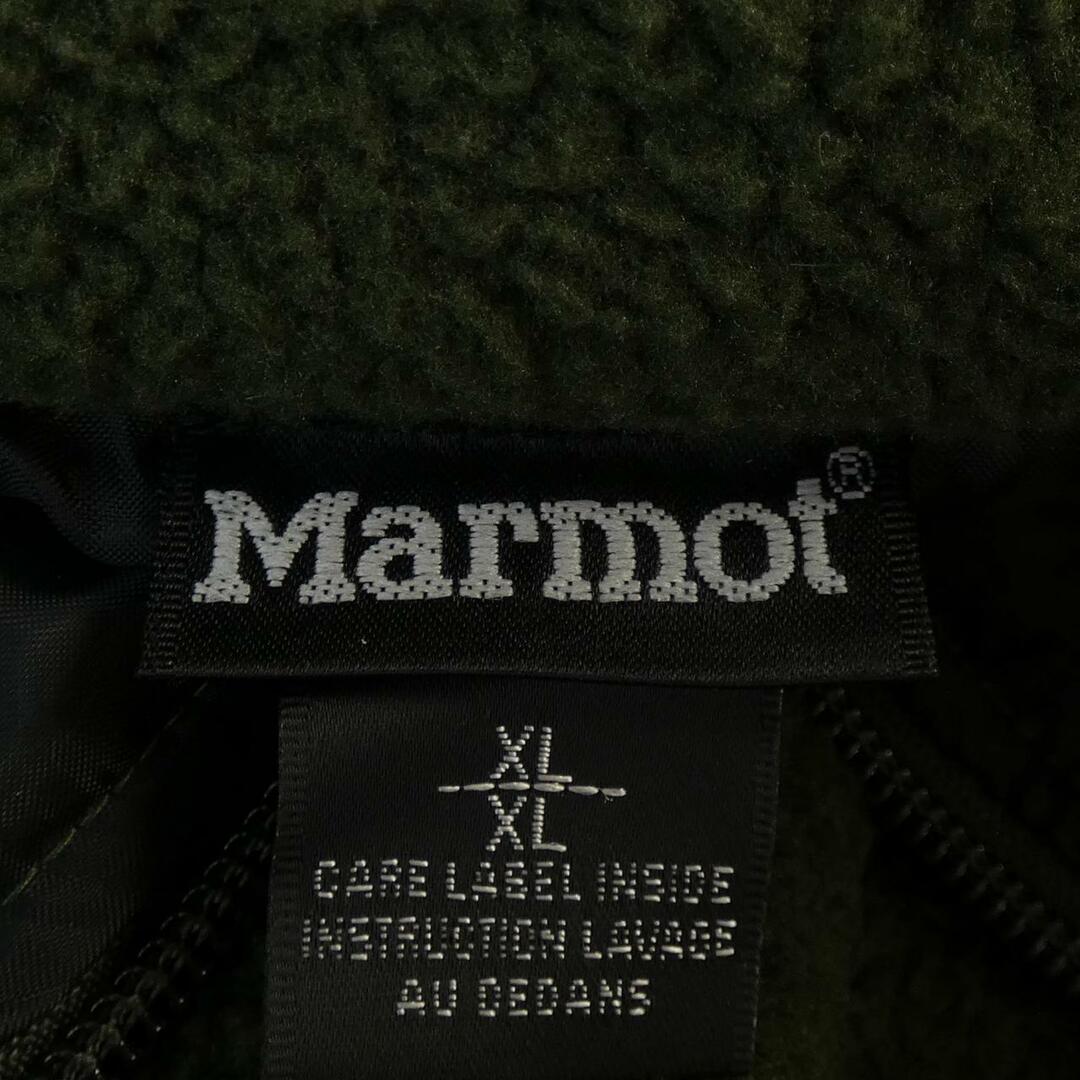 Marmot®
XL
XL
CARE LABEL INSIDE
INSTRUCTION LAVAGE
AU DEDANS